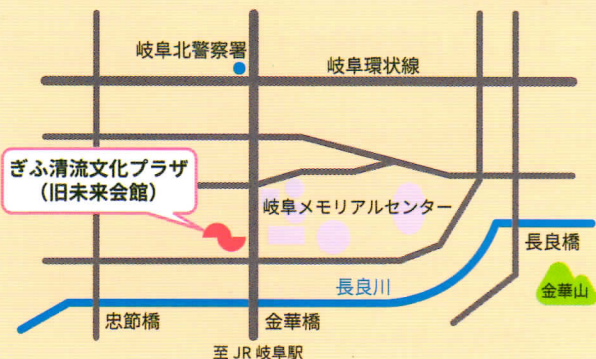 岐阜北警察署
岐阜環状線
ぎふ清流文化プラザ
（旧未来会館）
岐阜メモリアルセンター
長良橋
長良川
金華山
忠節橋
金華橋
至 JR 岐阜駅